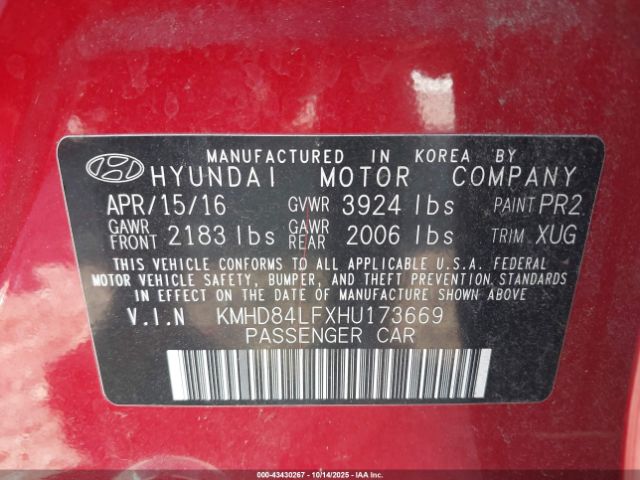 MANUFACTURED IN KOREA BY
HYUNDAI MOTOR COMPANY
APR/15/16 GVWR 3924 lbs PAINT PR2
GAWR FRONT 2183 lbs GAWR REAR 2006 lbs TRIM XUG
THIS VEHICLE CONFORMS TO ALL APPLICABLE U.S.A. FEDERAL
MOTOR VEHICLE SAFETY, BUMPER, AND THEFT PREVENTION STANDARDS
IN EFFECT ON THE DATE OF MANUFACTURE SHOWN ABOVE
V.I.N KMHD84LFXHU173669
PASSENGER CAR
000-43430267 - 10/14/2025 - IAAI.COM